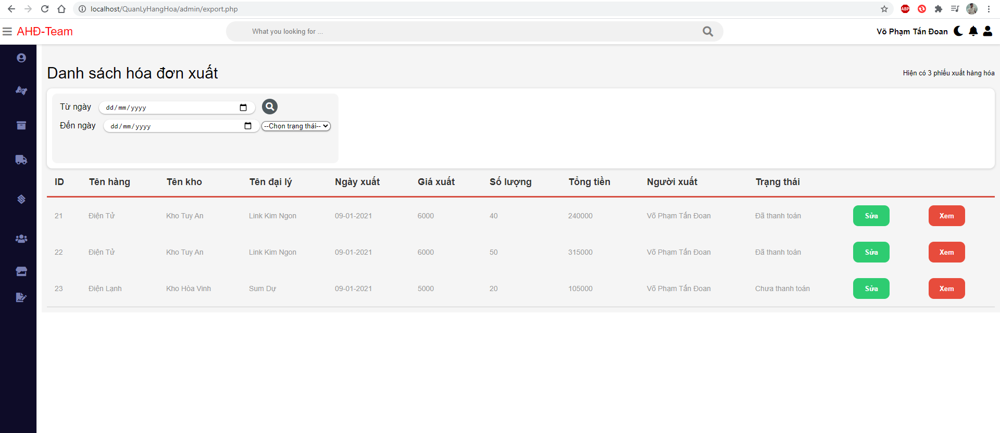 localhost/QuanLyHangHoa/admin/export.php
ABP
AHĐ-Team
What you looking for ...
Võ Phạm Tấn Đoan
Danh sách hóa đơn xuất
Hiện có 3 phiếu xuất hàng hóa
Từ ngày dd/mm/yyyy
Đến ngày dd/mm/yyyy --Chọn trạng thái--
ID Tên hàng Tên kho Tên đại lý Ngày xuất Giá xuất Số lượng Tổng tiền Người xuất Trạng thái
21 Điện Tử Kho Tuy An Link Kim Ngon 09-01-2021 6000 40 240000 Võ Phạm Tấn Đoan Đã thanh toán Sửa Xem
22 Điện Tử Kho Tuy An Link Kim Ngon 09-01-2021 6000 50 315000 Võ Phạm Tấn Đoan Đã thanh toán Sửa Xem
23 Điện Lạnh Kho Hòa Vinh Sum Dự 09-01-2021 5000 20 105000 Võ Phạm Tấn Đoan Chưa thanh toán Sửa Xem